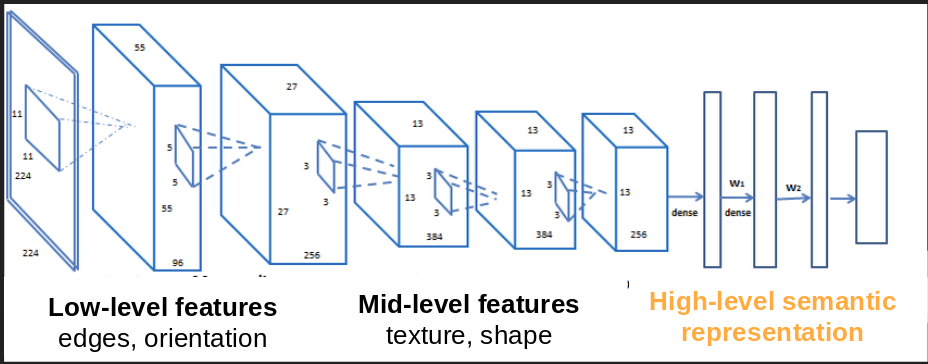 55
27
13
13
13
11
11
224
224
5
5
55
96
3
3
27
256
3
3
13
384
3
3
13
384
13
256
dense
W1
dense
W2
Low-level features
edges, orientation
Mid-level features
texture, shape
High-level semantic
representation